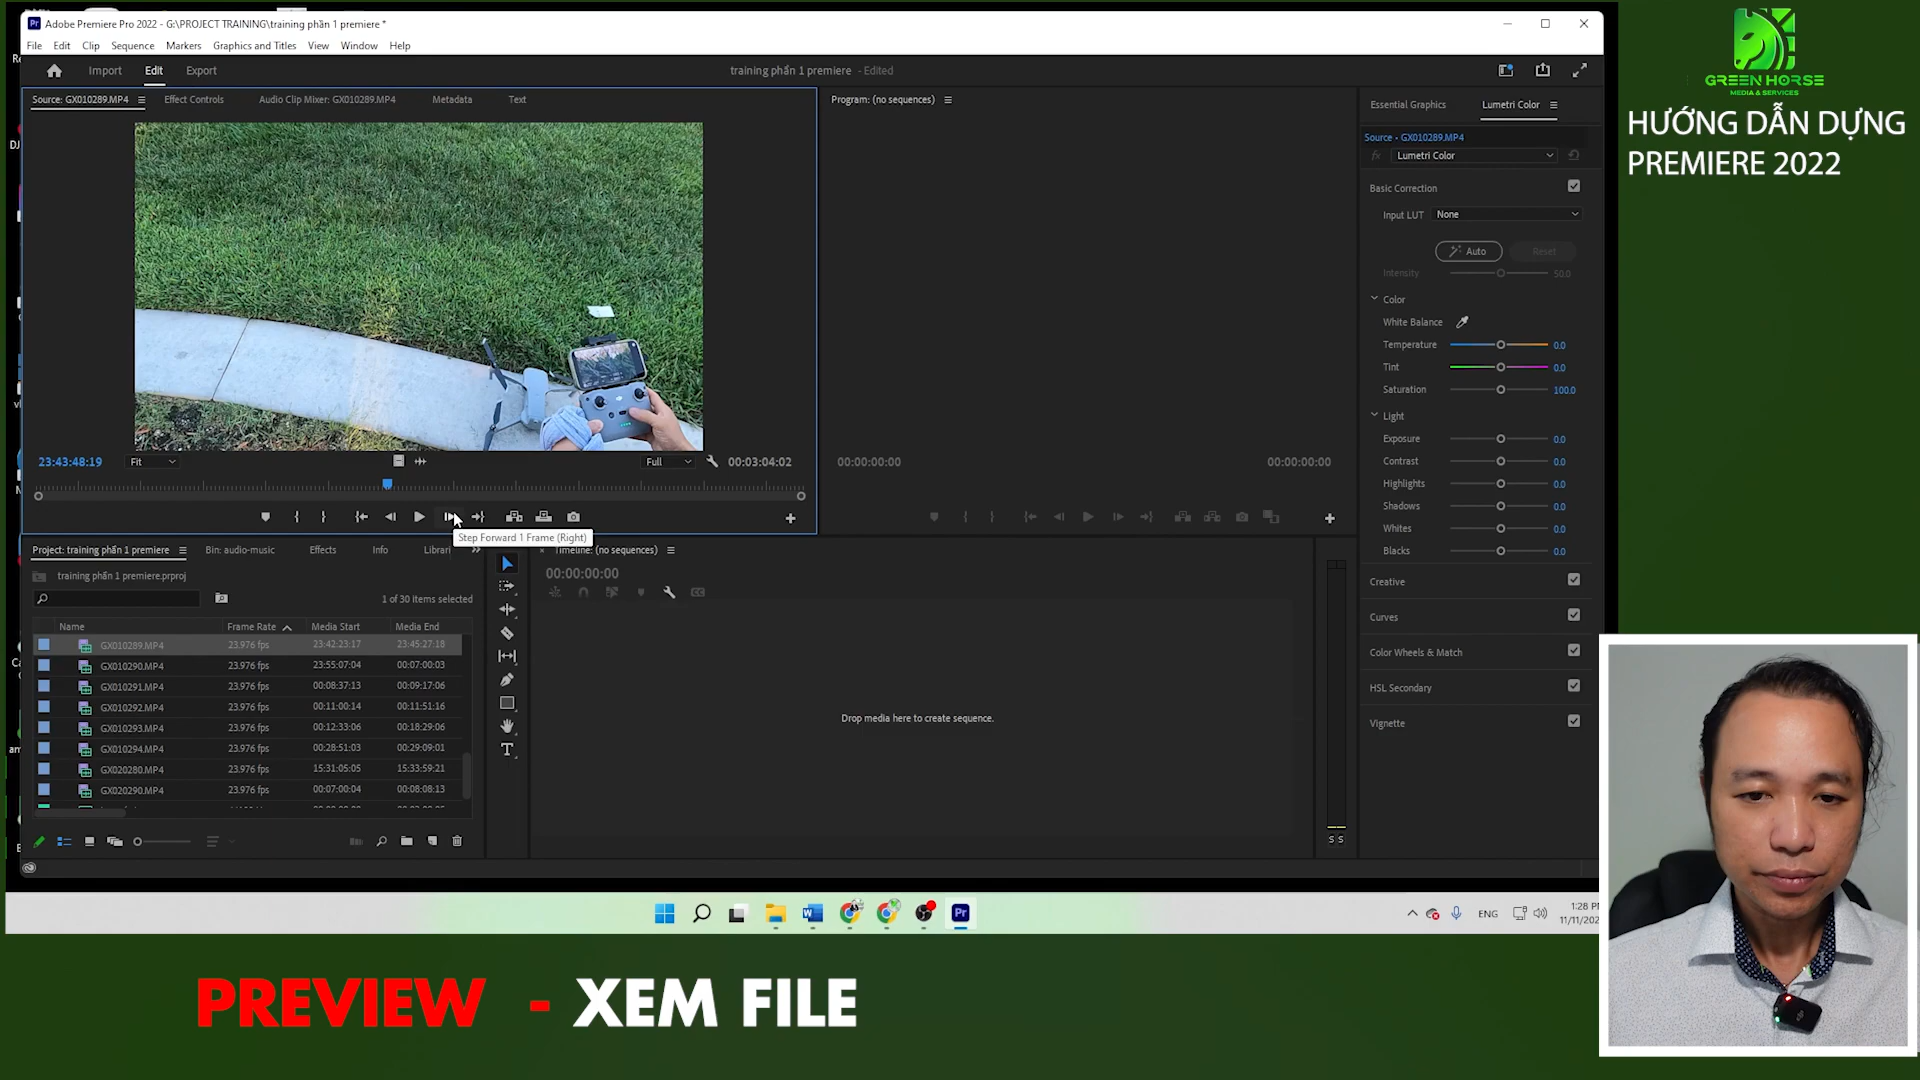 Adobe Premiere Pro 2022 - G:\PROJECT TRAINING\training phần 1 premiere *
File Edit Clip Sequence Markers Graphics and Titles View Window Help
Import Edit Export
training phần 1 premiere - Edited
GREEN HORSE
MEDIA & SERVICES
HƯỚNG DẪN DỰNG
PREMIERE 2022
Source: GX010289.MP4 Effect Controls Audio Clip Mixer: GX010289.MP4 Metadata Text
Program: (no sequences)
Essential Graphics Lumetri Color
Source • GX010289.MP4
fx Lumetri Color
Basic Correction
Input LUT None
Auto Reset
Intensity 50.0
Color
White Balance
Temperature 0.0
Tint 0.0
Saturation 100.0
Light
Exposure 0.0
Contrast 0.0
Highlights 0.0
Shadows 0.0
Whites 0.0
Blacks 0.0
Creative
Curves
Color Wheels & Match
HSL Secondary
Vignette
23:43:48:19 Fit Full 00:03:04:02
00:00:00:00 00:00:00:00
Step Forward 1 Frame (Right)
Project: training phần 1 premiere Bin: audio-music Effects Info Librari
Timeline: (no sequences)
training phần 1 premiere.prproj
00:00:00:00
1 of 30 items selected
Name Frame Rate Media Start Media End
GX010289.MP4 23.976 fps 23:42:23:17 23:45:27:18
GX010290.MP4 23.976 fps 23:55:07:04 00:07:00:03
GX010291.MP4 23.976 fps 00:08:37:13 00:09:17:06
GX010292.MP4 23.976 fps 00:11:00:14 00:11:51:16
GX010293.MP4 23.976 fps 00:12:33:06 00:18:29:06
GX010294.MP4 23.976 fps 00:28:51:03 00:29:09:01
GX020280.MP4 23.976 fps 15:31:05:05 15:33:59:21
GX020290.MP4 23.976 fps 00:07:00:04 00:08:08:13
Drop media here to create sequence.
S S
ENG
1:28 P
11/11/202
PREVIEW - XEM FILE